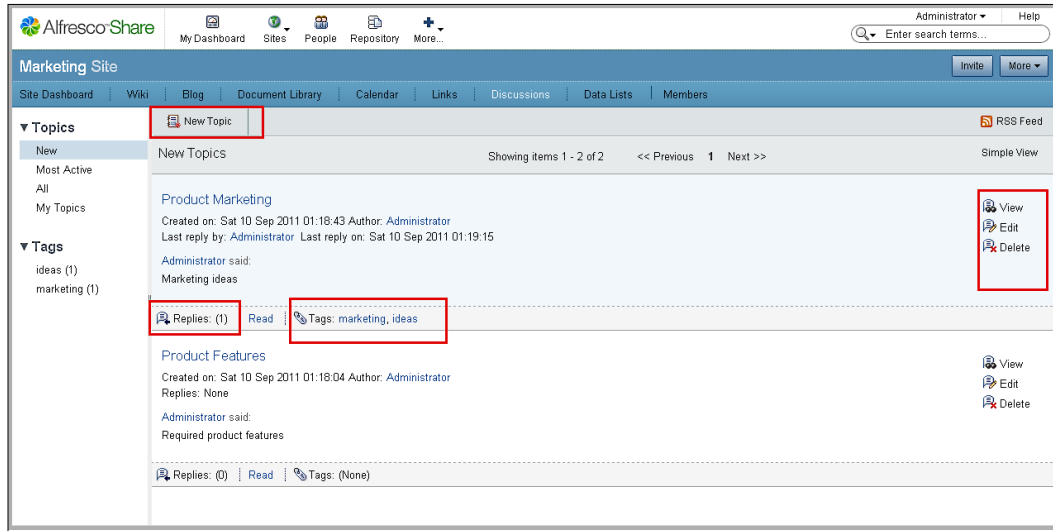 Alfresco Share
My Dashboard Sites People Repository More...
Administrator Help
Enter search terms...
Marketing Site
Invite More
Site Dashboard Wiki Blog Document Library Calendar Links Discussions Data Lists Members
Topics
New
Most Active
All
My Topics
Tags
ideas (1)
marketing (1)
New Topic
RSS Feed
New Topics
Showing items 1 - 2 of 2 << Previous 1 Next >>
Simple View
Product Marketing
Created on: Sat 10 Sep 2011 01:18:43 Author: Administrator
Last reply by: Administrator Last reply on: Sat 10 Sep 2011 01:19:15
Administrator said:
Marketing ideas
View
Edit
Delete
Replies: (1) Read Tags: marketing, ideas
Product Features
Created on: Sat 10 Sep 2011 01:18:04 Author: Administrator
Replies: None
Administrator said:
Required product features
View
Edit
Delete
Replies: (0) Read Tags: (None)